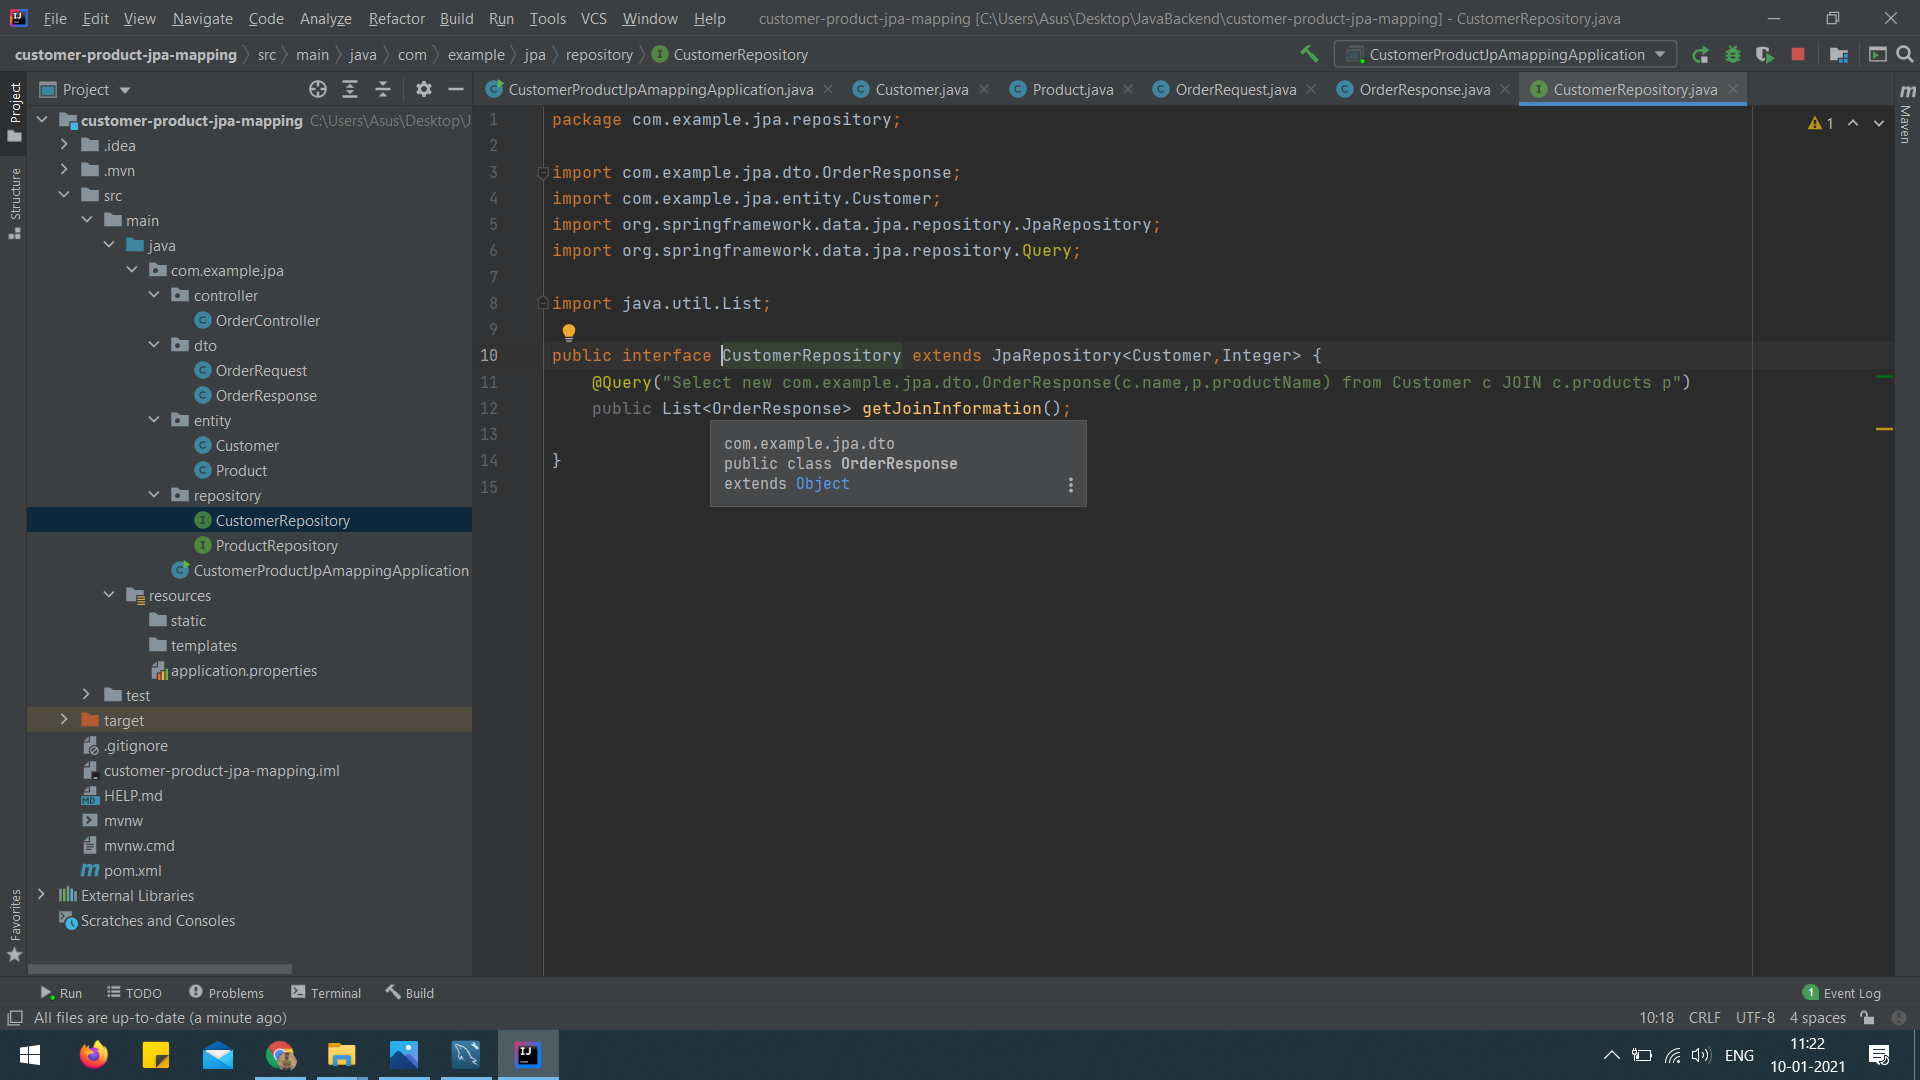 File Edit View Navigate Code Analyze Refactor Build Run Tools VCS Window Help customer-product-jpa-mapping [C:\Users\Asus\Desktop\JavaBackend\customer-product-jpa-mapping] - CustomerRepository.java
customer-product-jpa-mapping src main java com example jpa repository CustomerRepository CustomerProductJpAmappingApplication
Project CustomerProductJpAmappingApplication.java Customer.java Product.java OrderRequest.java OrderResponse.java CustomerRepository.java
Project
Structure
Favorites
customer-product-jpa-mapping C:\Users\Asus\Desktop\J
.idea
.mvn
src
main
java
com.example.jpa
controller
OrderController
dto
OrderRequest
OrderResponse
entity
Customer
Product
repository
CustomerRepository
ProductRepository
CustomerProductJpAmappingApplication
resources
static
templates
application.properties
test
target
.gitignore
customer-product-jpa-mapping.iml
HELP.md
mvnw
mvnw.cmd
pom.xml
External Libraries
Scratches and Consoles
1 package com.example.jpa.repository;
2
3 import com.example.jpa.dto.OrderResponse;
4 import com.example.jpa.entity.Customer;
5 import org.springframework.data.jpa.repository.JpaRepository;
6 import org.springframework.data.jpa.repository.Query;
7
8 import java.util.List;
9
10 public interface CustomerRepository extends JpaRepository<Customer,Integer> {
11 @Query("Select new com.example.jpa.dto.OrderResponse(c.name,p.productName) from Customer c JOIN c.products p")
12 public List<OrderResponse> getJoinInformation();
13
14 }
15
com.example.jpa.dto
public class OrderResponse
extends Object
1
m Maven
Run TODO Problems Terminal Build 1 Event Log
All files are up-to-date (a minute ago) 10:18 CRLF UTF-8 4 spaces
IJ
ENG
11:22
10-01-2021